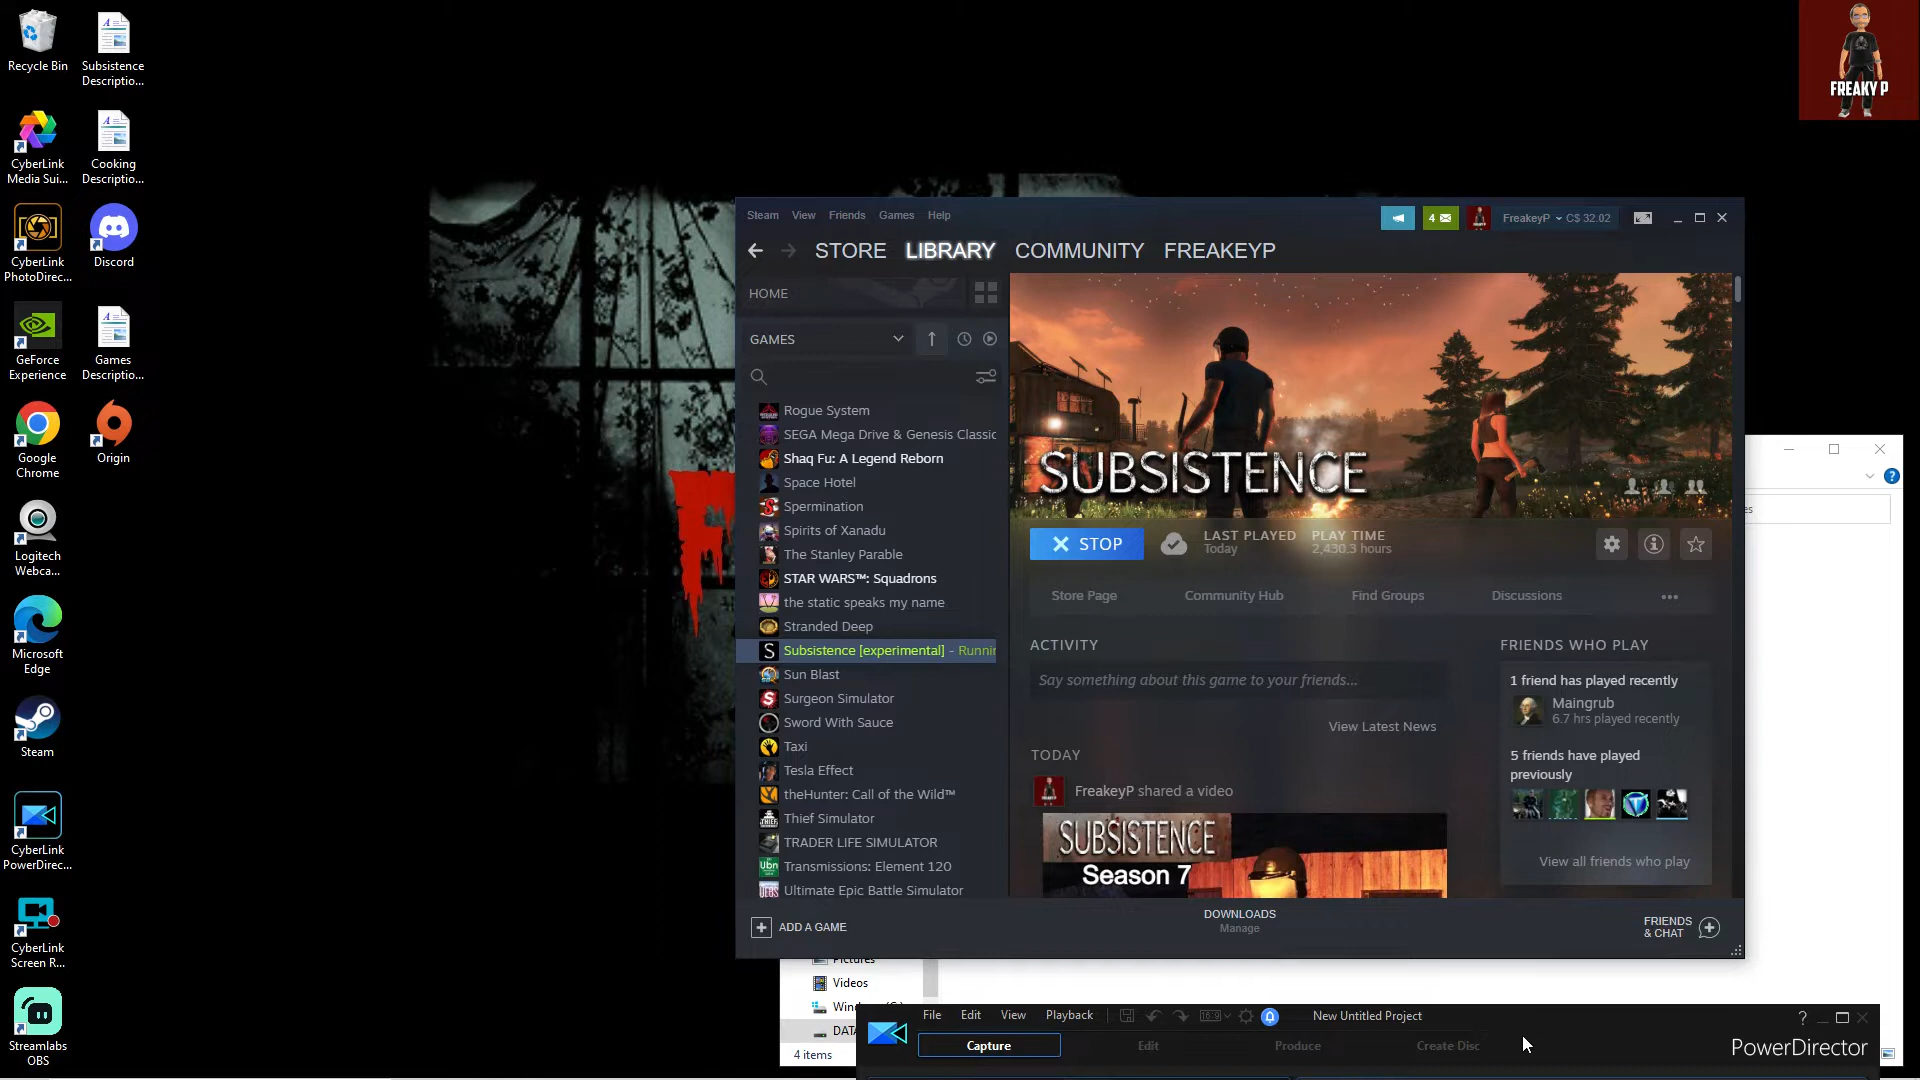 Recycle Bin
Subsistence
Descriptio...
CyberLink
Media Sui...
Cooking
Descriptio...
CyberLink
PhotoDirec...
Discord
GeForce
Experience
Games
Descriptio...
Google
Chrome
Origin
Logitech
Webca...
Microsoft
Edge
Steam
CyberLink
PowerDirec...
CyberLink
Screen R...
Streamlabs
OBS
FREAKY P
Steam View Friends Games Help
4
FreakeyP C$ 32.02
STORE LIBRARY COMMUNITY FREAKEYP
HOME
GAMES
Rogue System
SEGA Mega Drive & Genesis Classic
Shaq Fu: A Legend Reborn
Space Hotel
Spermination
Spirits of Xanadu
The Stanley Parable
STAR WARS™: Squadrons
the static speaks my name
Stranded Deep
Subsistence [experimental] - Runnin
Sun Blast
Surgeon Simulator
Sword With Sauce
Taxi
Tesla Effect
theHunter: Call of the Wild™
Thief Simulator
TRADER LIFE SIMULATOR
Transmissions: Element 120
Ultimate Epic Battle Simulator
ADD A GAME
SUBSISTENCE
STOP
LAST PLAYED
Today
PLAY TIME
2,430.3 hours
Store Page Community Hub Find Groups Discussions
ACTIVITY
Say something about this game to your friends...
View Latest News
TODAY
FreakeyP shared a video
SUBSISTENCE
Season 7
FRIENDS WHO PLAY
1 friend has played recently
Maingrub
6.7 hrs played recently
5 friends have played
previously
View all friends who play
DOWNLOADS
Manage
FRIENDS
& CHAT
es
Pictures
Videos
DATA
4 items
File Edit View Playback
16:9
New Untitled Project
Capture Edit Produce Create Disc
PowerDirector